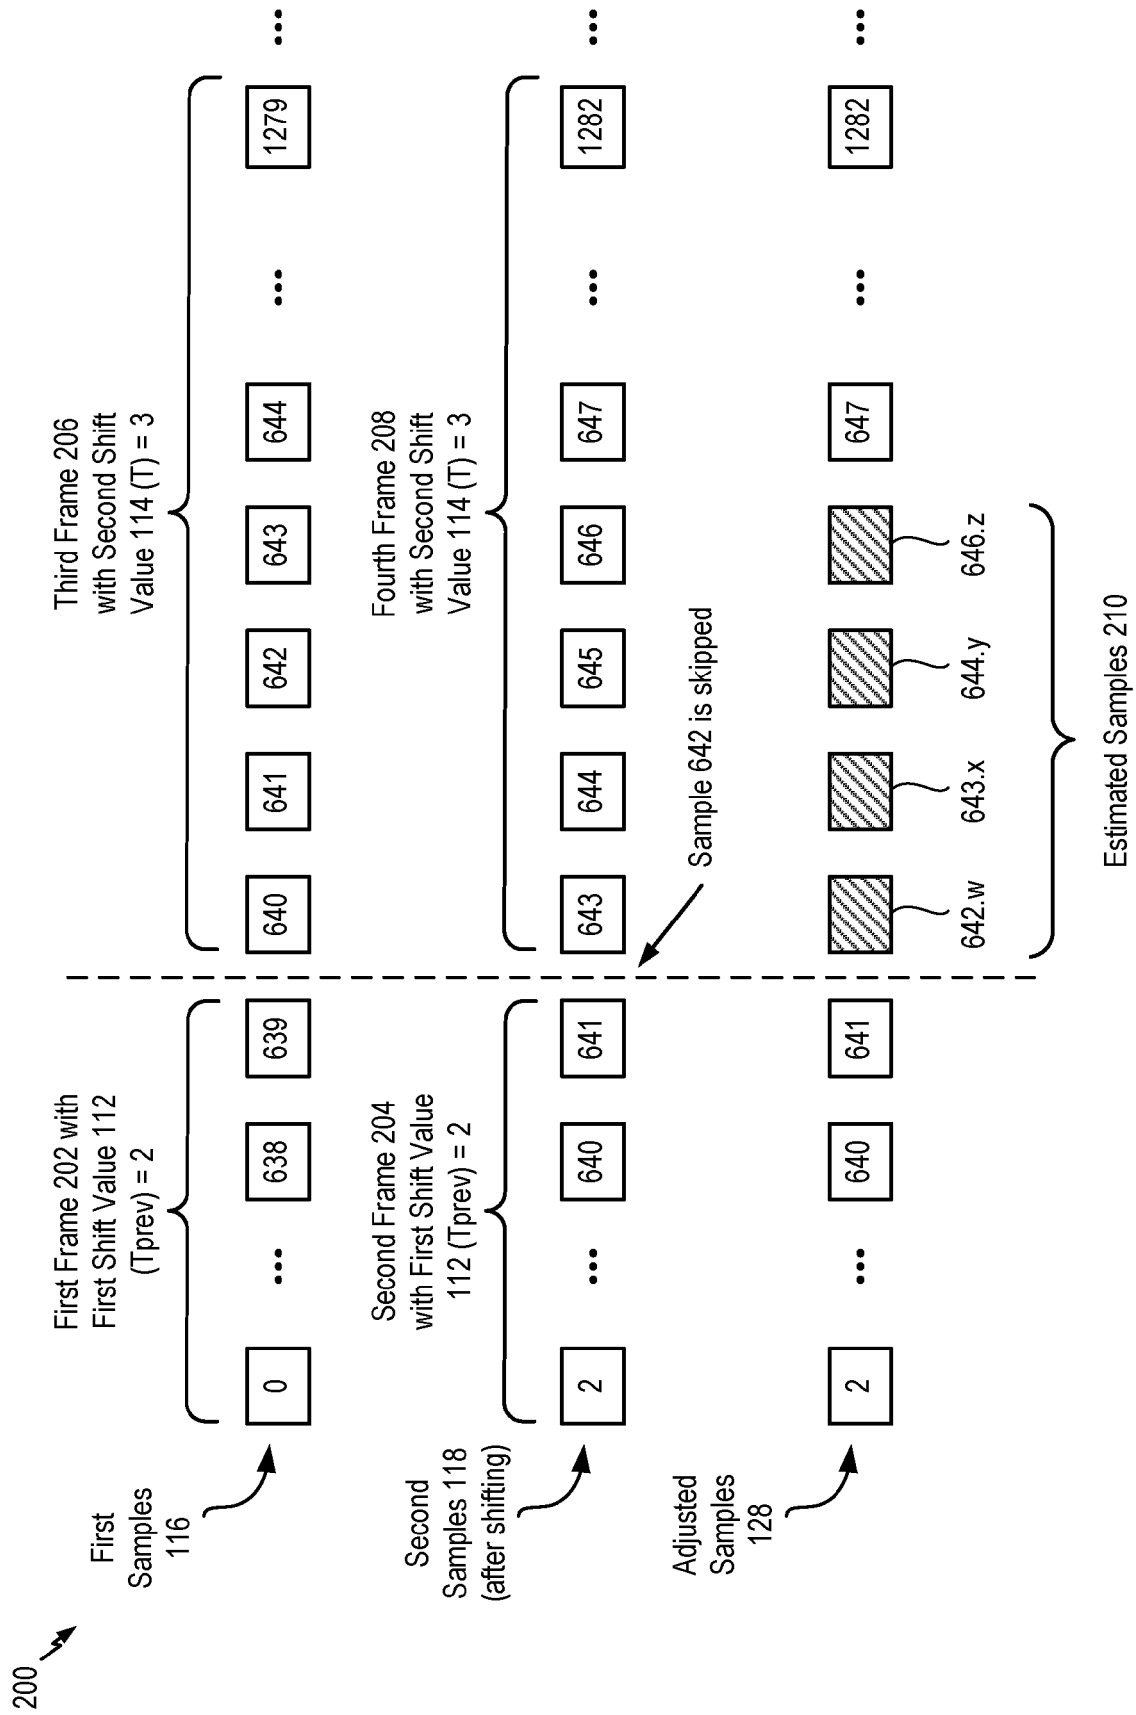 200
First Frame 202 with
First Shift Value 112
(Tprev) = 2
Third Frame 206
with Second Shift
Value 114 (T) = 3
First
Samples
116
0
...
638
639
640
641
642
643
644
...
1279
...
Second Frame 204
with First Shift Value
112 (Tprev) = 2
Fourth Frame 208
with Second Shift
Value 114 (T) = 3
Second
Samples 118
(after shifting)
2
...
640
641
643
644
645
646
647
...
1282
...
Sample 642 is skipped
Adjusted
Samples
128
2
...
640
641
647
...
1282
...
642.w
643.x
644.y
646.z
Estimated Samples 210